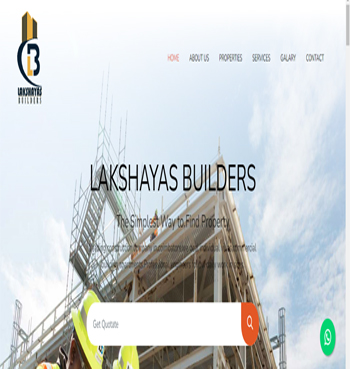 LAKSHAYAS
BUILDERS
HOME ABOUT US PROPERTIES SERVICES GALARY CONTACT
LAKSHAYAS BUILDERS
The Simplest Way to Find Property
Get Quotate